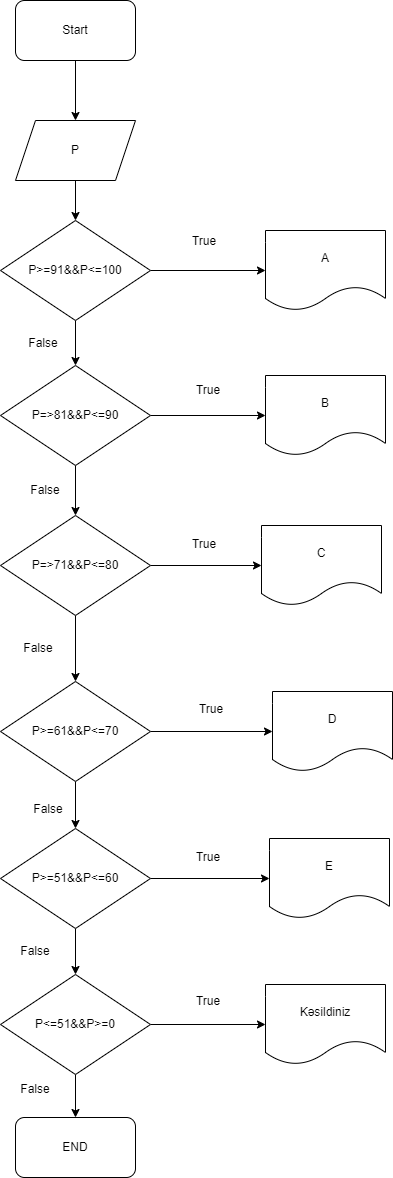 Start
P
P>=91&&P<=100
True
A
False
P=>81&&P<=90
True
B
False
P=>71&&P<=80
True
C
False
P>=61&&P<=70
True
D
False
P>=51&&P<=60
True
E
False
P<=51&&P>=0
True
Kəsildiniz
False
END